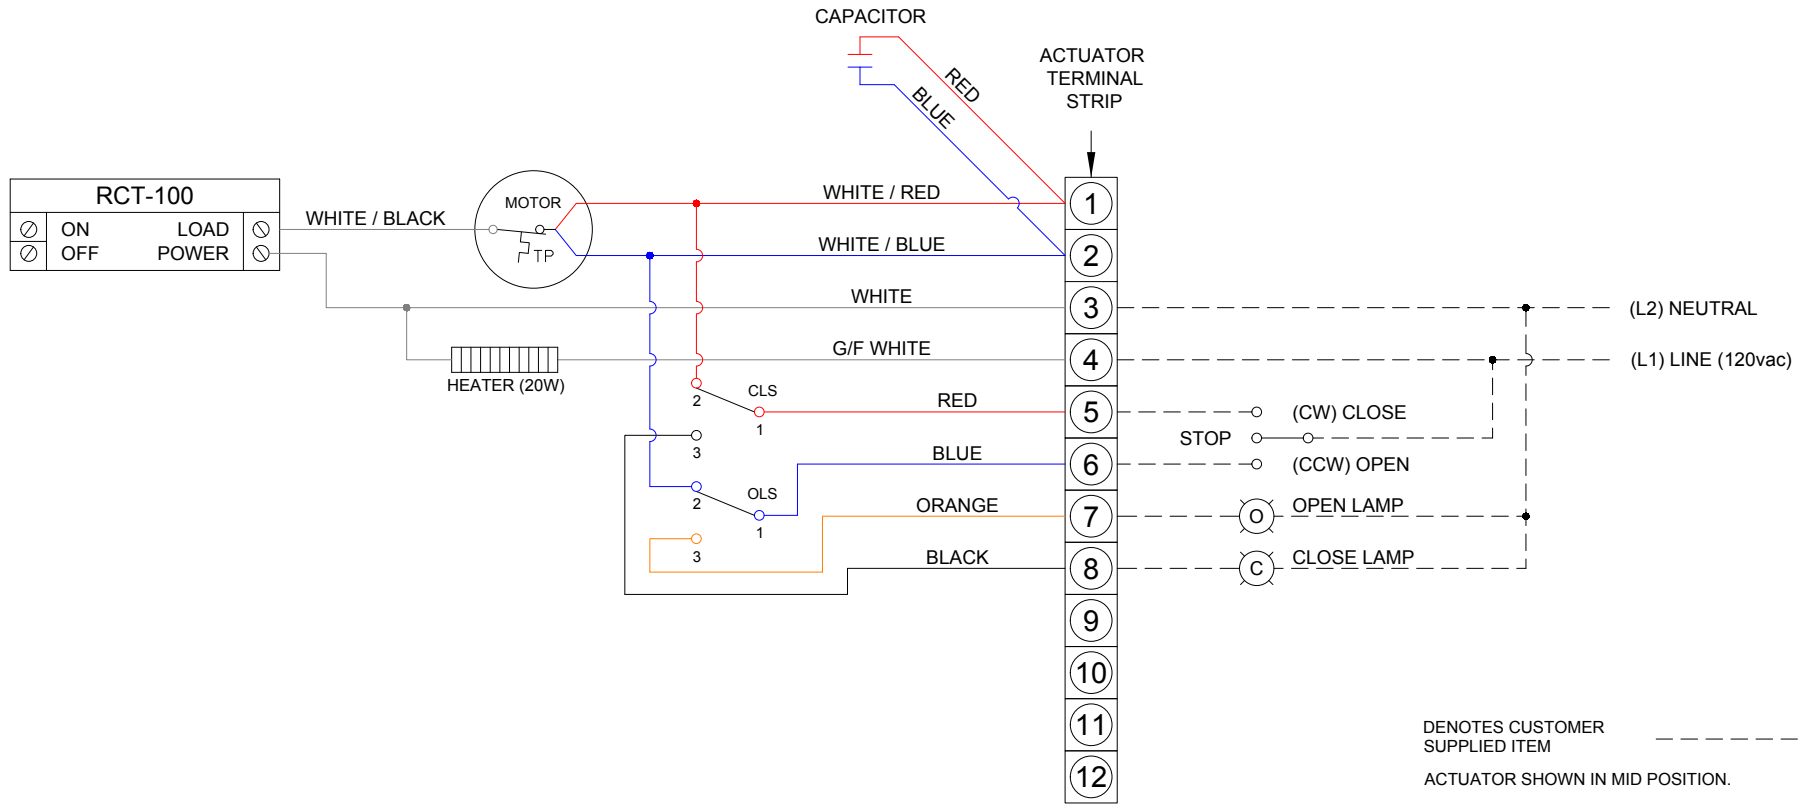 CAPACITOR
RED
BLUE
ACTUATOR
TERMINAL
STRIP
RCT-100
ON LOAD
OFF POWER
WHITE / BLACK
MOTOR
TP
WHITE / RED
WHITE / BLUE
WHITE
G/F WHITE
HEATER (20W)
CLS
2
1
3
RED
BLUE
OLS
2
1
3
ORANGE
BLACK
1
2
3
4
5
6
7
8
9
10
11
12
(L2) NEUTRAL
(L1) LINE (120vac)
(CW) CLOSE
STOP
(CCW) OPEN
O OPEN LAMP
C CLOSE LAMP
DENOTES CUSTOMER
SUPPLIED ITEM
ACTUATOR SHOWN IN MID POSITION.